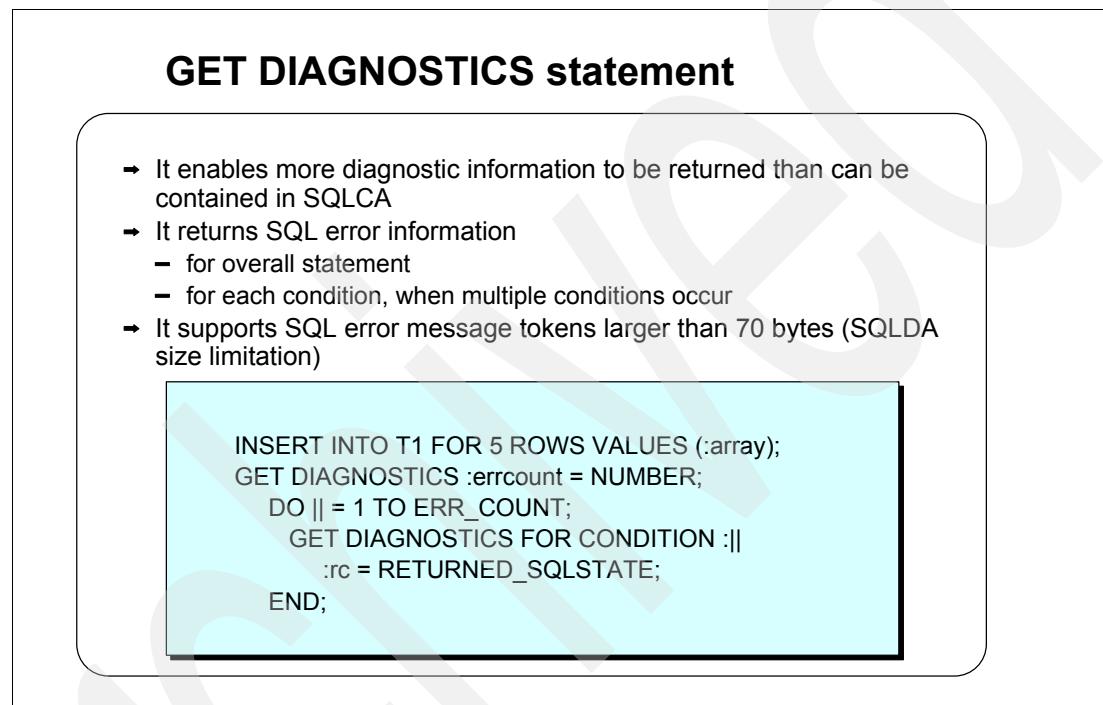 GET DIAGNOSTICS statement
➡ It enables more diagnostic information to be returned than can be
contained in SQLCA
➡ It returns SQL error information
– for overall statement
– for each condition, when multiple conditions occur
➡ It supports SQL error message tokens larger than 70 bytes (SQLDA
size limitation)
INSERT INTO T1 FOR 5 ROWS VALUES (:array);
GET DIAGNOSTICS :errcount = NUMBER;
DO || = 1 TO ERR_COUNT;
GET DIAGNOSTICS FOR CONDITION :||
:rc = RETURNED_SQLSTATE;
END;